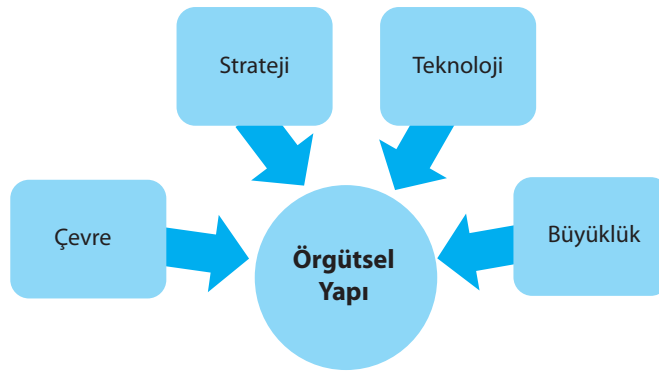 Strateji
Teknoloji
Çevre
Örgütsel
Yapı
Büyüklük